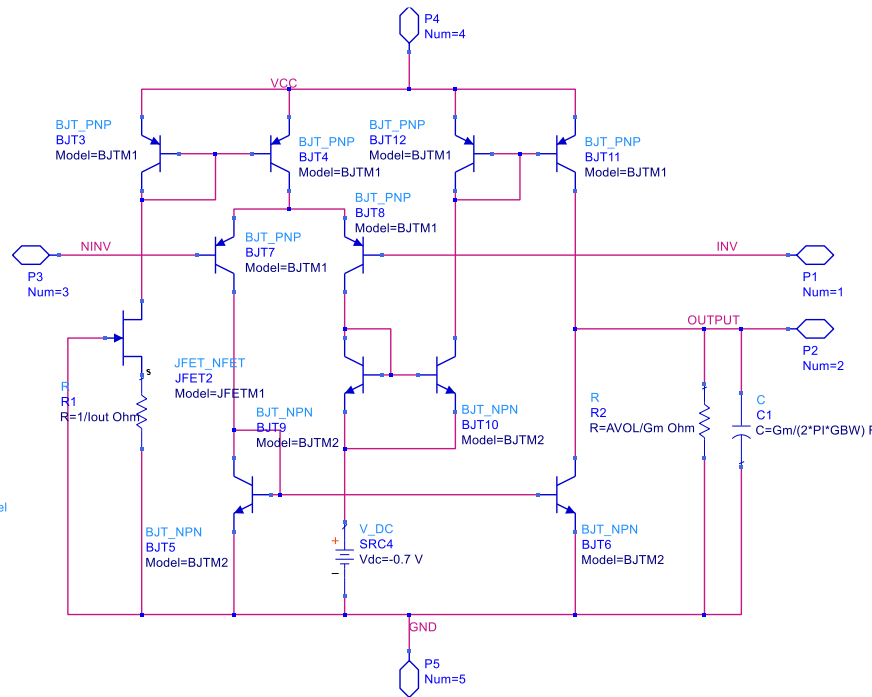 P4
Num=4
VCC
BJT_PNP
BJT3
Model=BJTM1
BJT_PNP
BJT4
Model=BJTM1
BJT_PNP
BJT12
Model=BJTM1
BJT_PNP
BJT11
Model=BJTM1
BJT_PNP
BJT8
Model=BJTM1
NINV
BJT_PNP
BJT7
Model=BJTM1
INV
P3
Num=3
P1
Num=1
OUTPUT
P2
Num=2
JFET_NFET
JFET2
Model=JFETM1
s
R
R1
R=1/Iout Ohm
BJT_NPN
BJT9
Model=BJTM2
BJT_NPN
BJT10
Model=BJTM2
R
R2
R=AVOL/Gm Ohm
C
C1
C=Gm/(2*PI*GBW) F
el
BJT_NPN
BJT5
Model=BJTM2
+
V_DC
SRC4
Vdc=-0.7 V
−
BJT_NPN
BJT6
Model=BJTM2
GND
P5
Num=5